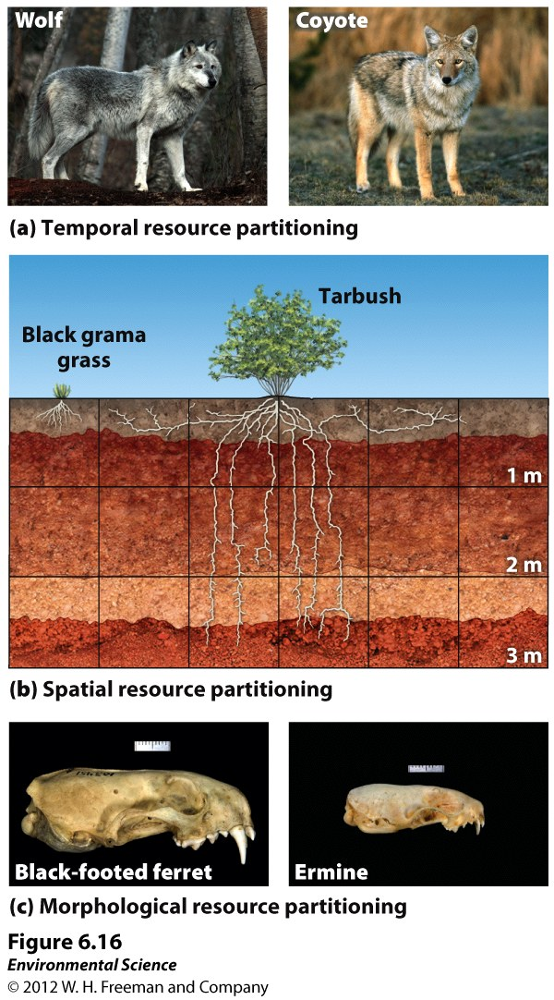 Wolf
Coyote
(a) Temporal resource partitioning
Tarbush
Black grama
grass
1 m
2 m
3 m
(b) Spatial resource partitioning
Black-footed ferret
Ermine
(c) Morphological resource partitioning
Figure 6.16
Environmental Science
© 2012 W. H. Freeman and Company